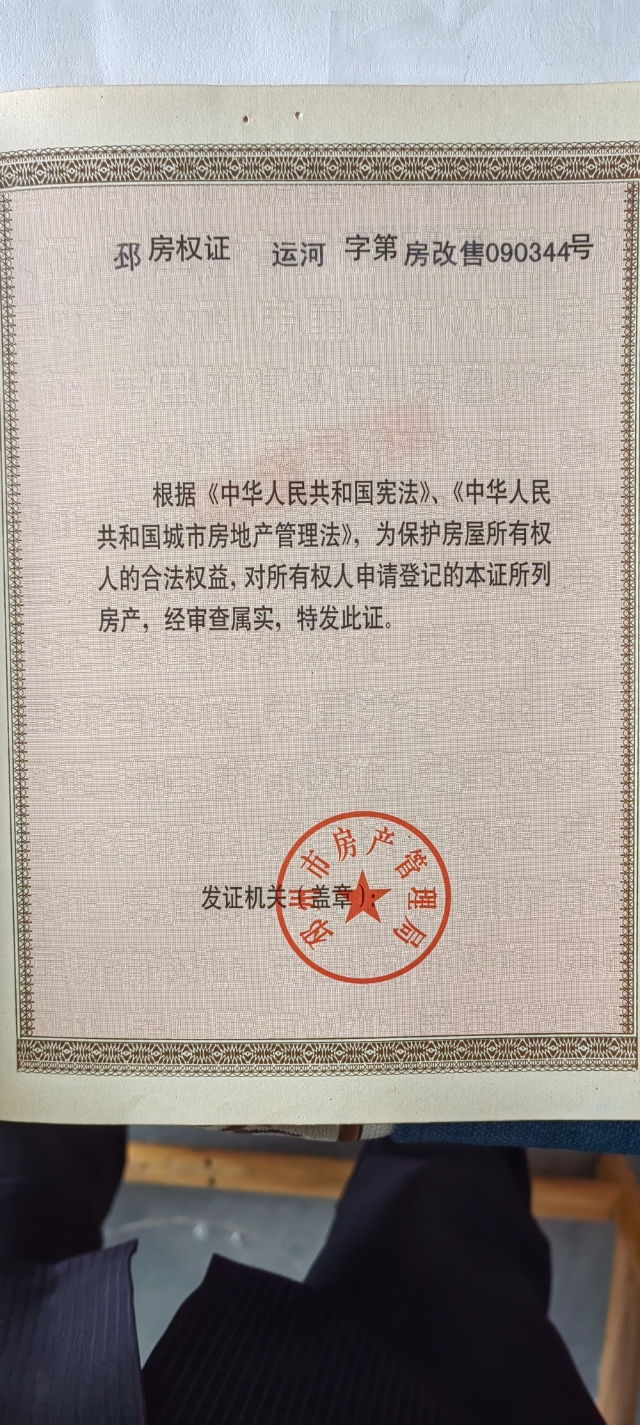 邳房权证 运河 字第 房改售090344号
根据《中华人民共和国宪法》、《中华人民
共和国城市房地产管理法》，为保护房屋所有权
人的合法权益，对所有权人申请登记的本证所列
房产，经审查属实，特发此证。
发证机关（盖章）：
邳州市房产管理局